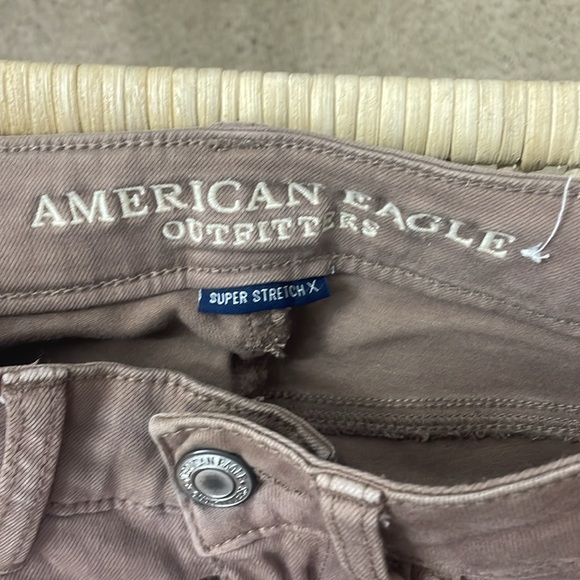 AMERICAN EAGLE
OUTFITTERS
SUPER STRETCH X